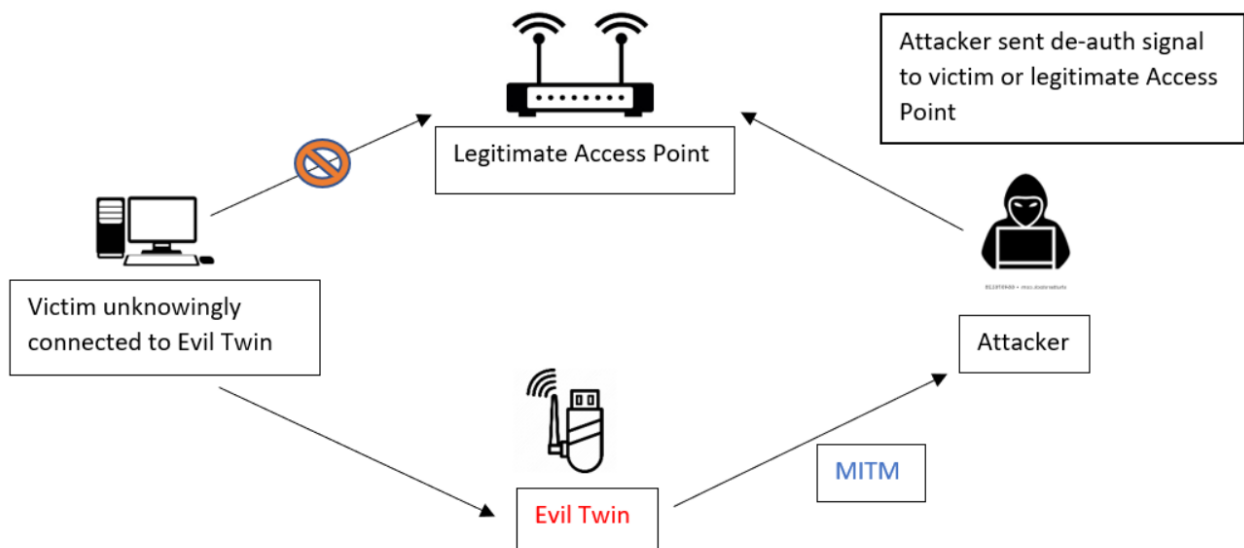 Attacker sent de-auth signal
to victim or legitimate Access
Point
Legitimate Access Point
Victim unknowingly
connected to Evil Twin
Attacker
MITM
Evil Twin